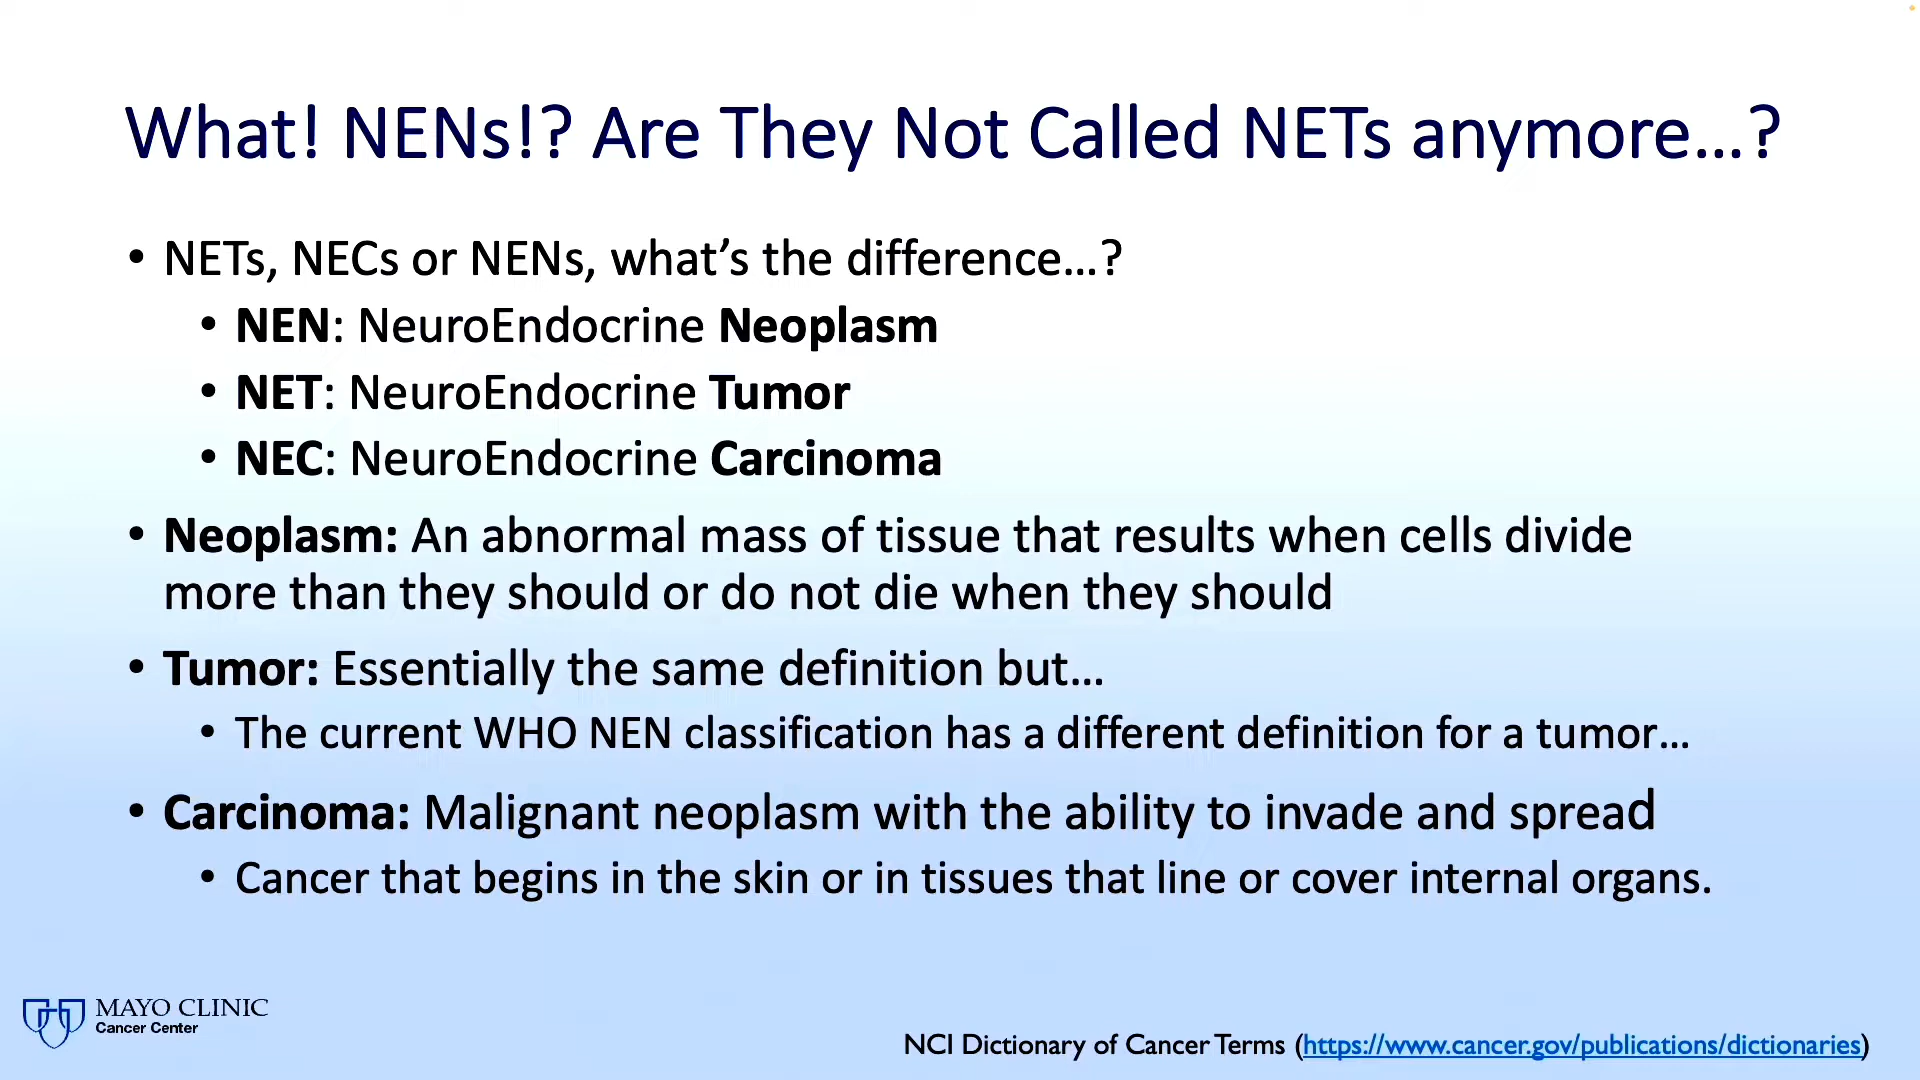 What! NENs!? Are They Not Called NETs anymore…?
• NETs, NECs or NENs, what’s the difference…?
• NEN: NeuroEndocrine Neoplasm
• NET: NeuroEndocrine Tumor
• NEC: NeuroEndocrine Carcinoma
• Neoplasm: An abnormal mass of tissue that results when cells divide
more than they should or do not die when they should
• Tumor: Essentially the same definition but…
• The current WHO NEN classification has a different definition for a tumor…
• Carcinoma: Malignant neoplasm with the ability to invade and spread
• Cancer that begins in the skin or in tissues that line or cover internal organs.
MAYO CLINIC
Cancer Center
NCI Dictionary of Cancer Terms (https://www.cancer.gov/publications/dictionaries)